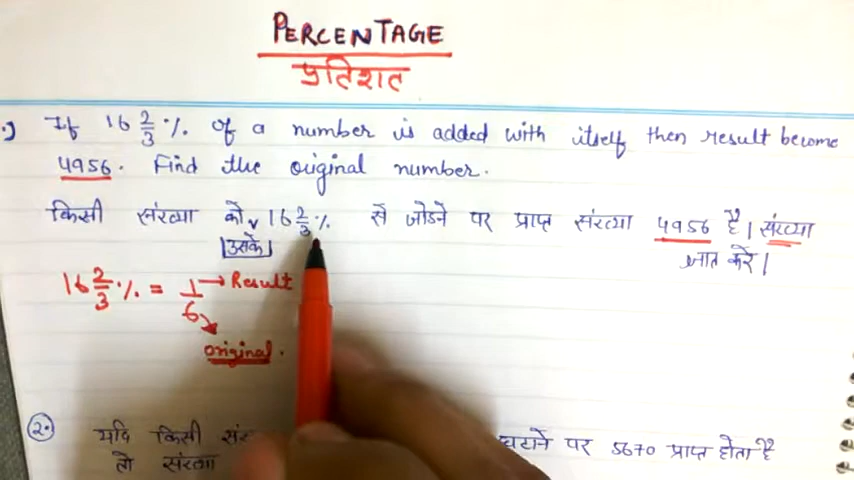 PERCENTAGE
प्रतिशत
If 16 2/3 % of a number is added with itself then result become
4956. Find the original number.
किसी संख्या को 16 2/3 % से जोडने पर प्राप्त संख्या 4956 है। संख्या
उसके
ज्ञात करें।
16 2/3 % = 1/6 → Result
original.
2. यदि किसी घटाने पर 5670 प्राप्त होता है
तो संख्या